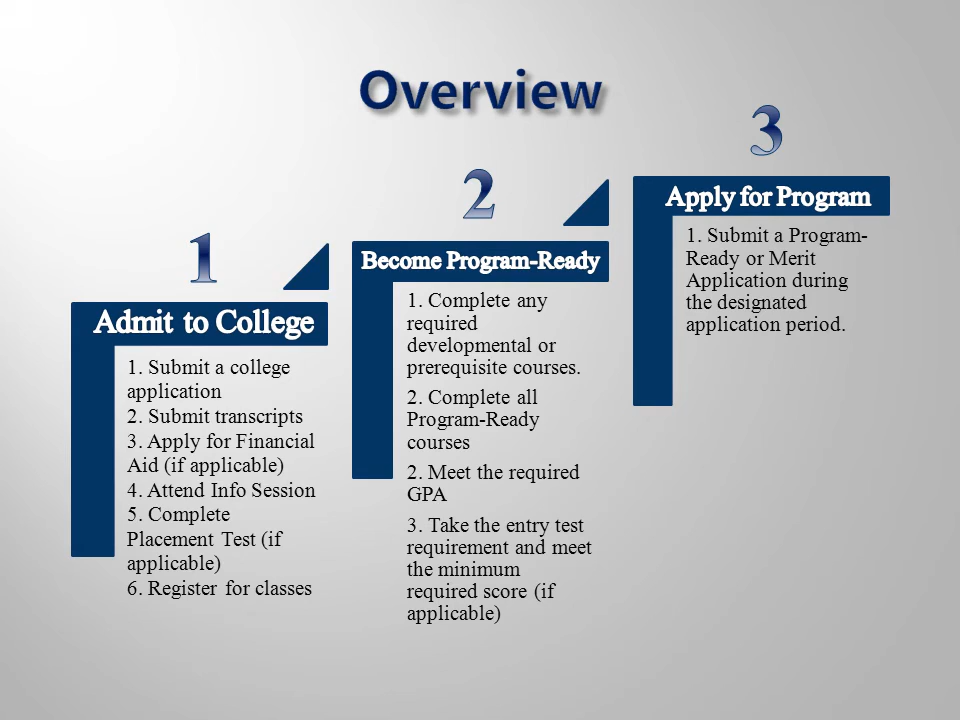 Overview
1
Admit to College
1. Submit a college
application
2. Submit transcripts
3. Apply for Financial
Aid (if applicable)
4. Attend Info Session
5. Complete
Placement Test (if
applicable)
6. Register for classes
2
Become Program-Ready
1. Complete any
required
developmental or
prerequisite courses.
2. Complete all
Program-Ready
courses
2. Meet the required
GPA
3. Take the entry test
requirement and meet
the minimum
required score (if
applicable)
3
Apply for Program
1. Submit a Program-
Ready or Merit
Application during
the designated
application period.